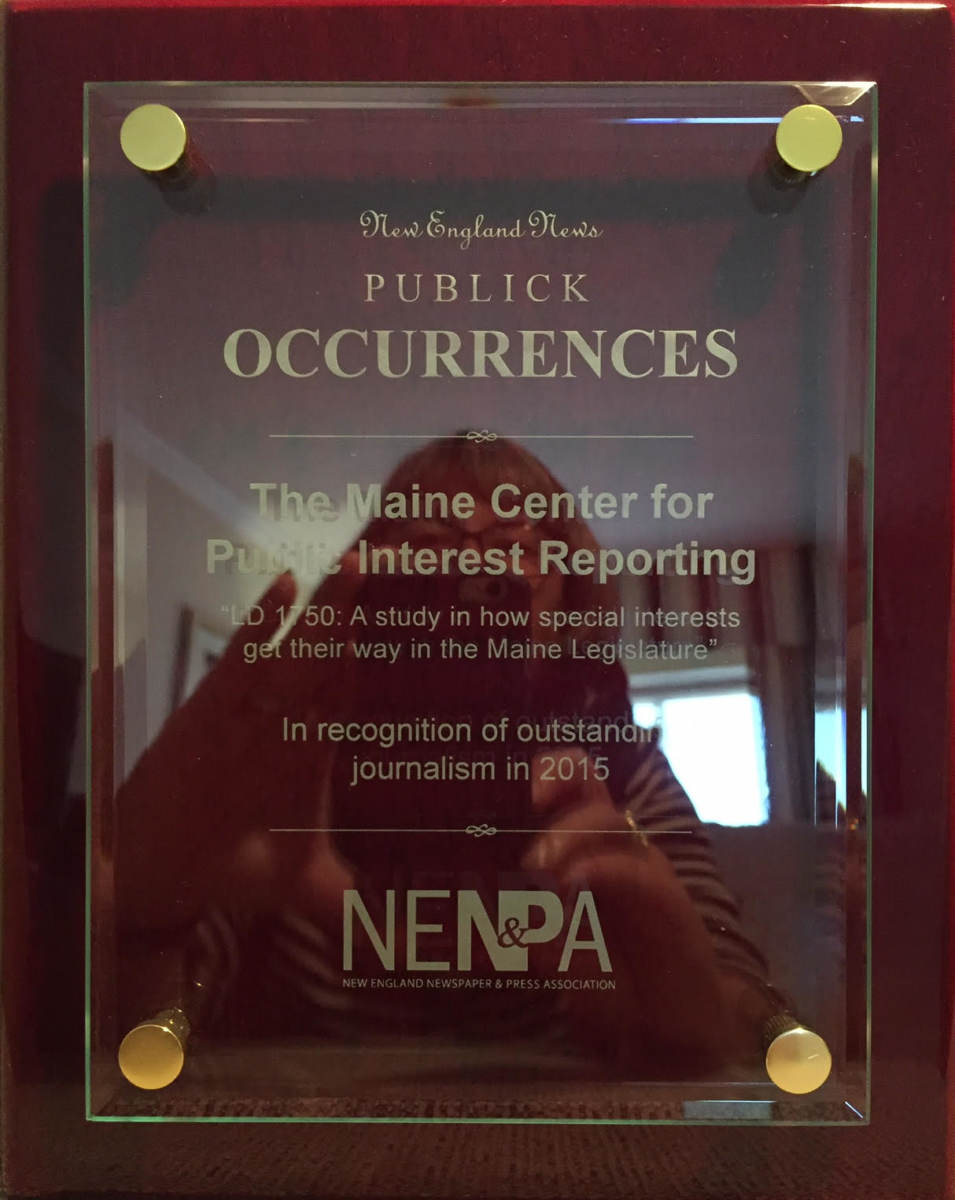 New England News
PUBLICK
OCCURRENCES
The Maine Center for
Public Interest Reporting
“LD 1750: A study in how special interests
get their way in the Maine Legislature”
In recognition of outstanding
journalism in 2015
NEN&PA
NEW ENGLAND NEWSPAPER & PRESS ASSOCIATION